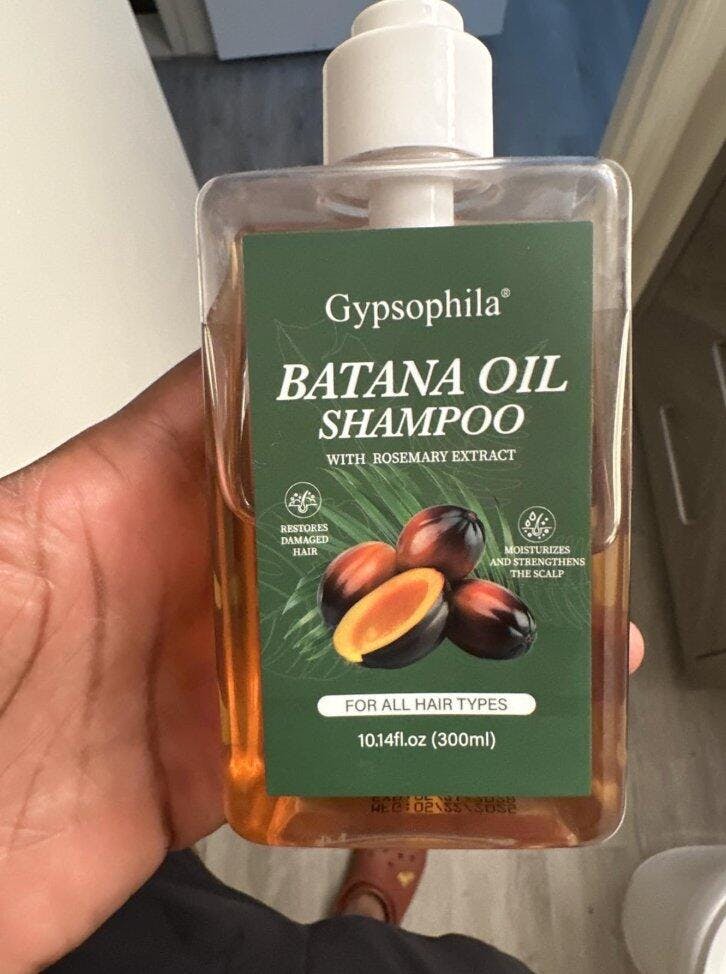 Gypsophila®
BATANA OIL
SHAMPOO
WITH ROSEMARY EXTRACT
RESTORES
DAMAGED
HAIR
MOISTURIZES
AND STRENGTHENS
THE SCALP
FOR ALL HAIR TYPES
10.14fl.oz (300ml)